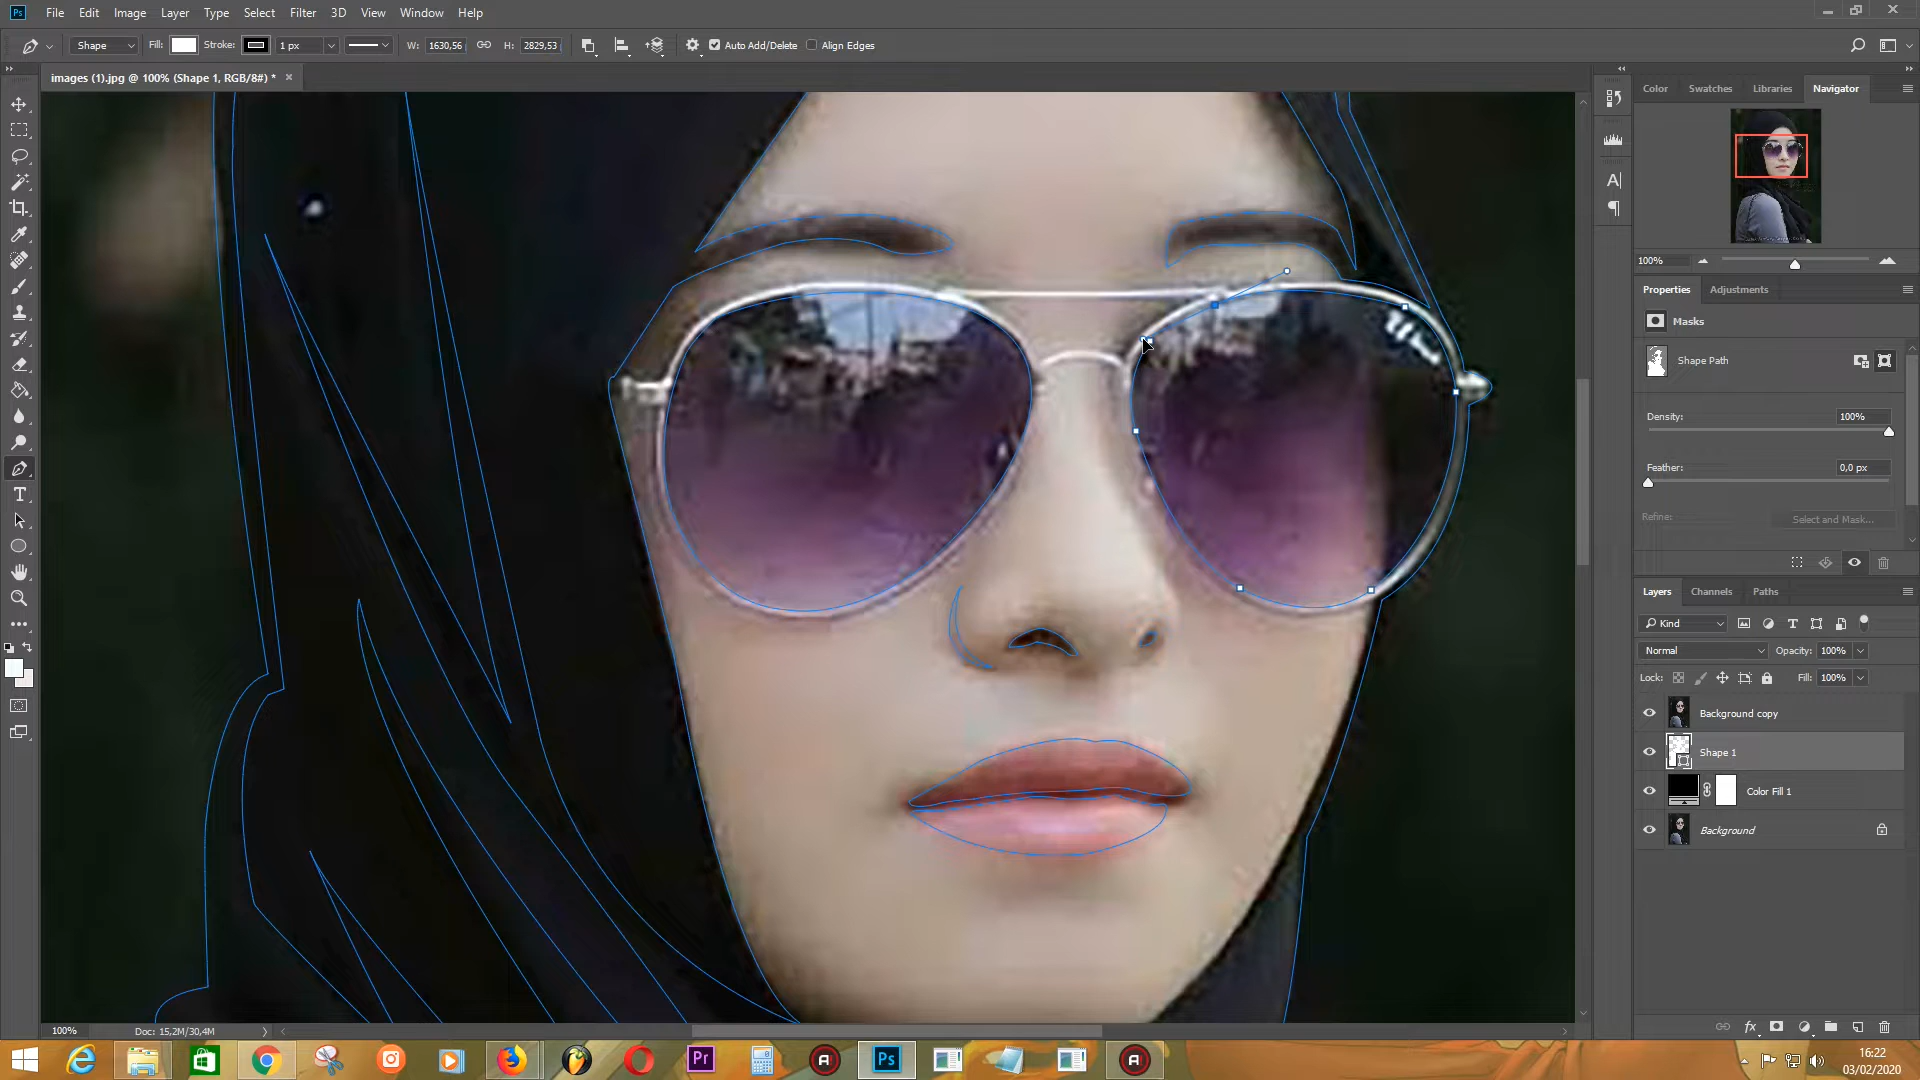 Ps File Edit Image Layer Type Select Filter 3D View Window Help
Shape Fill: Stroke: 1 px W: 1630,56 H: 2829,53 Auto Add/Delete Align Edges
images (1).jpg @ 100% (Shape 1, RGB/8#) * ×
Color Swatches Libraries Navigator
100%
Properties Adjustments
Masks
Shape Path
Density: 100%
Feather: 0,0 px
Refine: Select and Mask...
Layers Channels Paths
Kind
Normal Opacity: 100%
Lock: Fill: 100%
Background copy
Shape 1
Color Fill 1
Background
100% Doc: 15,2M/30,4M
Pr Ps
16:22
03/02/2020